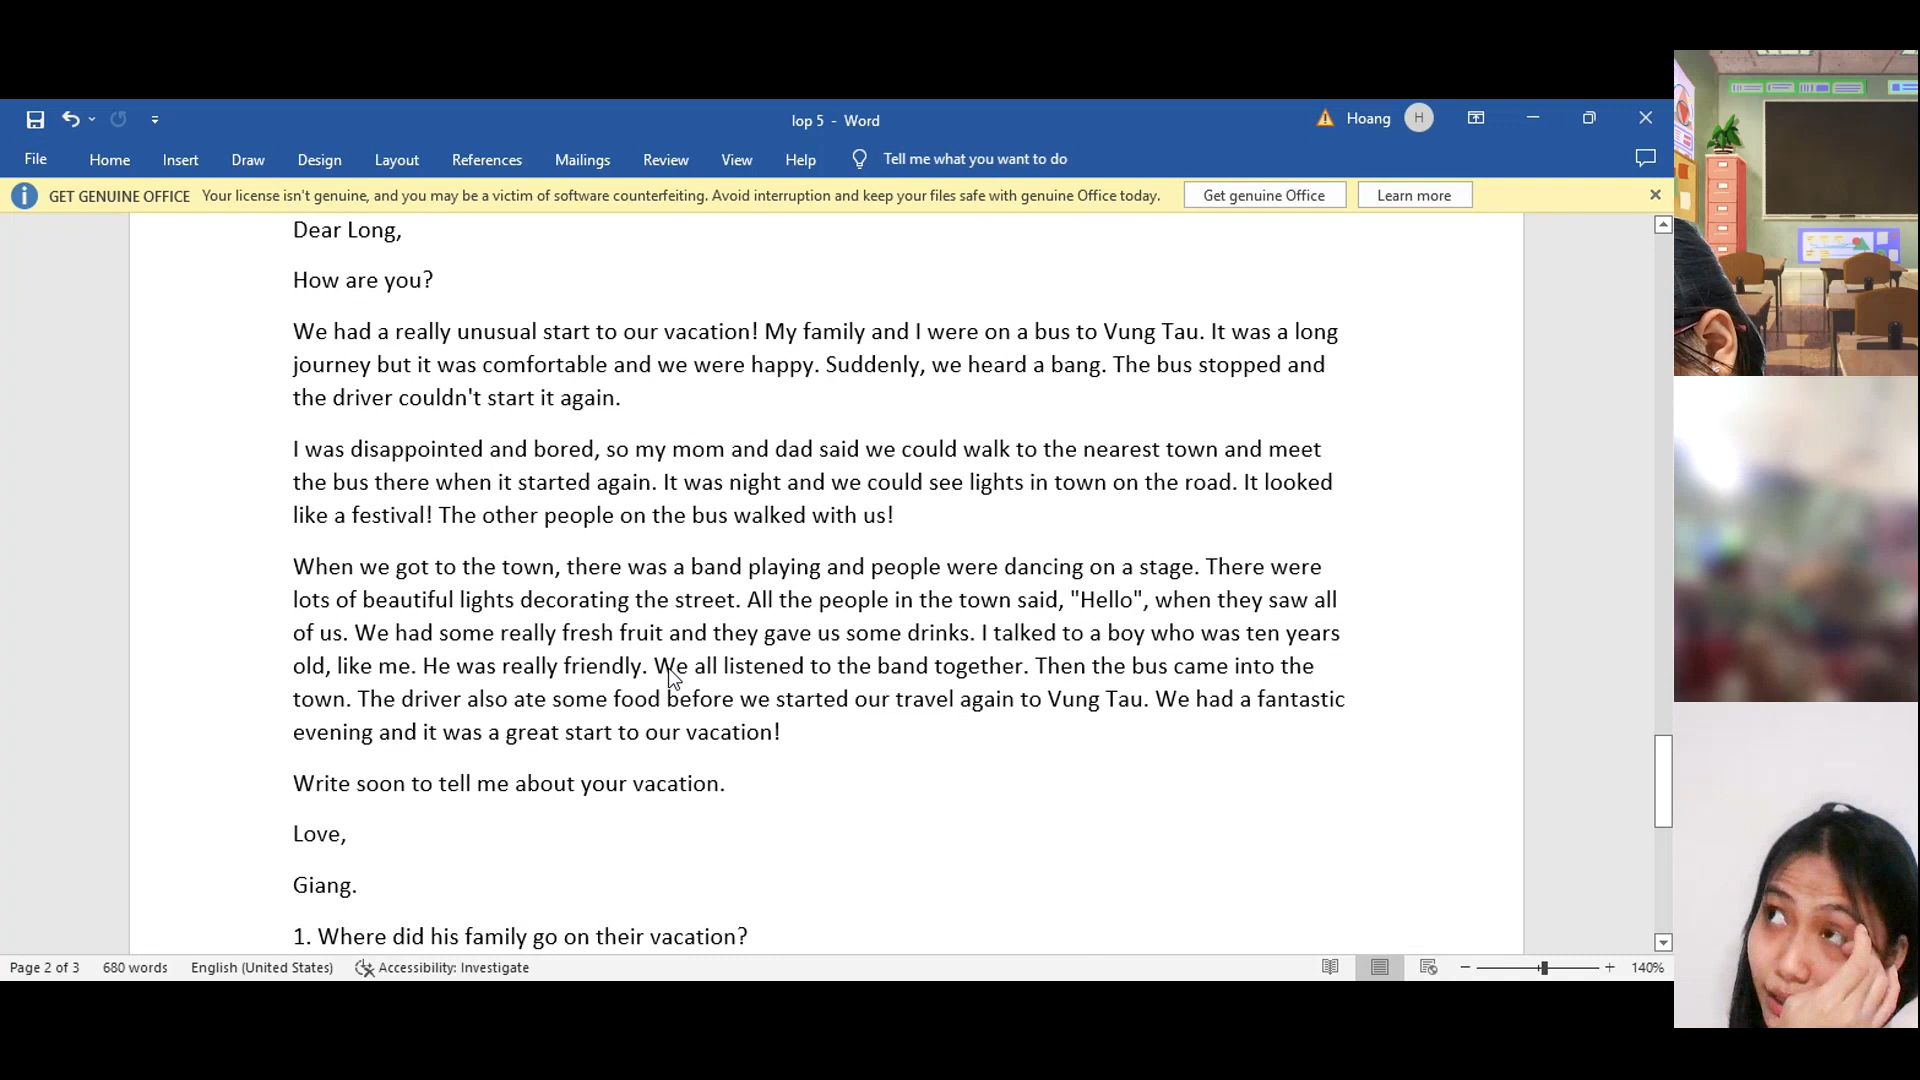 lop 5 - Word
Hoang
H
File Home Insert Draw Design Layout References Mailings Review View Help Tell me what you want to do
GET GENUINE OFFICE Your license isn't genuine, and you may be a victim of software counterfeiting. Avoid interruption and keep your files safe with genuine Office today. Get genuine Office Learn more
Dear Long,
How are you?
We had a really unusual start to our vacation! My family and I were on a bus to Vung Tau. It was a long
journey but it was comfortable and we were happy. Suddenly, we heard a bang. The bus stopped and
the driver couldn't start it again.
I was disappointed and bored, so my mom and dad said we could walk to the nearest town and meet
the bus there when it started again. It was night and we could see lights in town on the road. It looked
like a festival! The other people on the bus walked with us!
When we got to the town, there was a band playing and people were dancing on a stage. There were
lots of beautiful lights decorating the street. All the people in the town said, "Hello", when they saw all
of us. We had some really fresh fruit and they gave us some drinks. I talked to a boy who was ten years
old, like me. He was really friendly. We all listened to the band together. Then the bus came into the
town. The driver also ate some food before we started our travel again to Vung Tau. We had a fantastic
evening and it was a great start to our vacation!
Write soon to tell me about your vacation.
Love,
Giang.
1. Where did his family go on their vacation?
Page 2 of 3 680 words English (United States) Accessibility: Investigate 140%